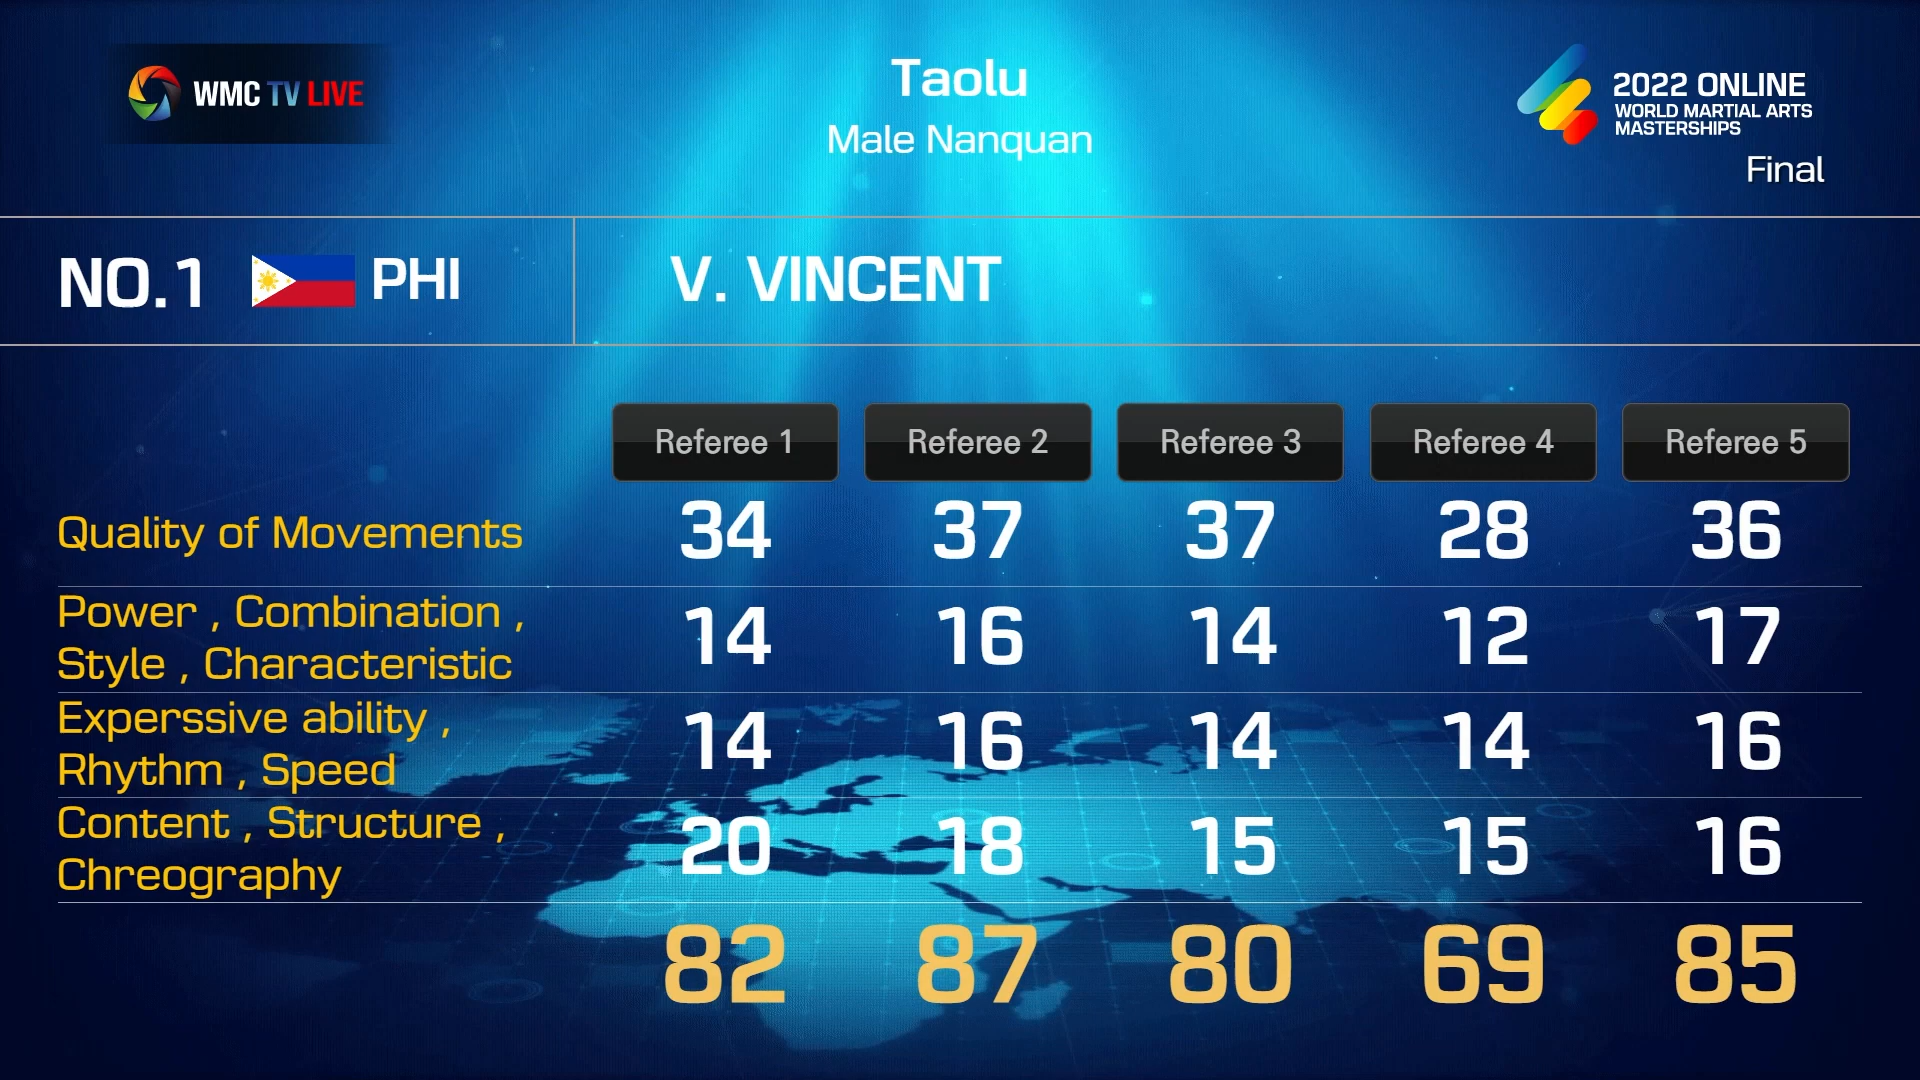 WMC TV LIVE
Taolu
Male Nanquan
2022 ONLINE
WORLD MARTIAL ARTS
MASTERSHIPS
Final
NO.1 PHI V. VINCENT
Referee 1 Referee 2 Referee 3 Referee 4 Referee 5
Quality of Movements 34 37 37 28 36
Power , Combination ,
Style , Characteristic 14 16 14 12 17
Experssive ability ,
Rhythm , Speed 14 16 14 14 16
Content , Structure ,
Chreography 20 18 15 15 16
82 87 80 69 85